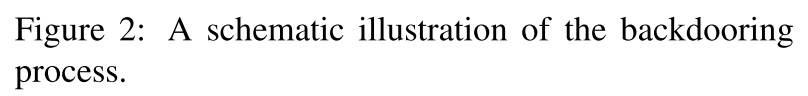 Figure 2: A schematic illustration of the backdooring
process.